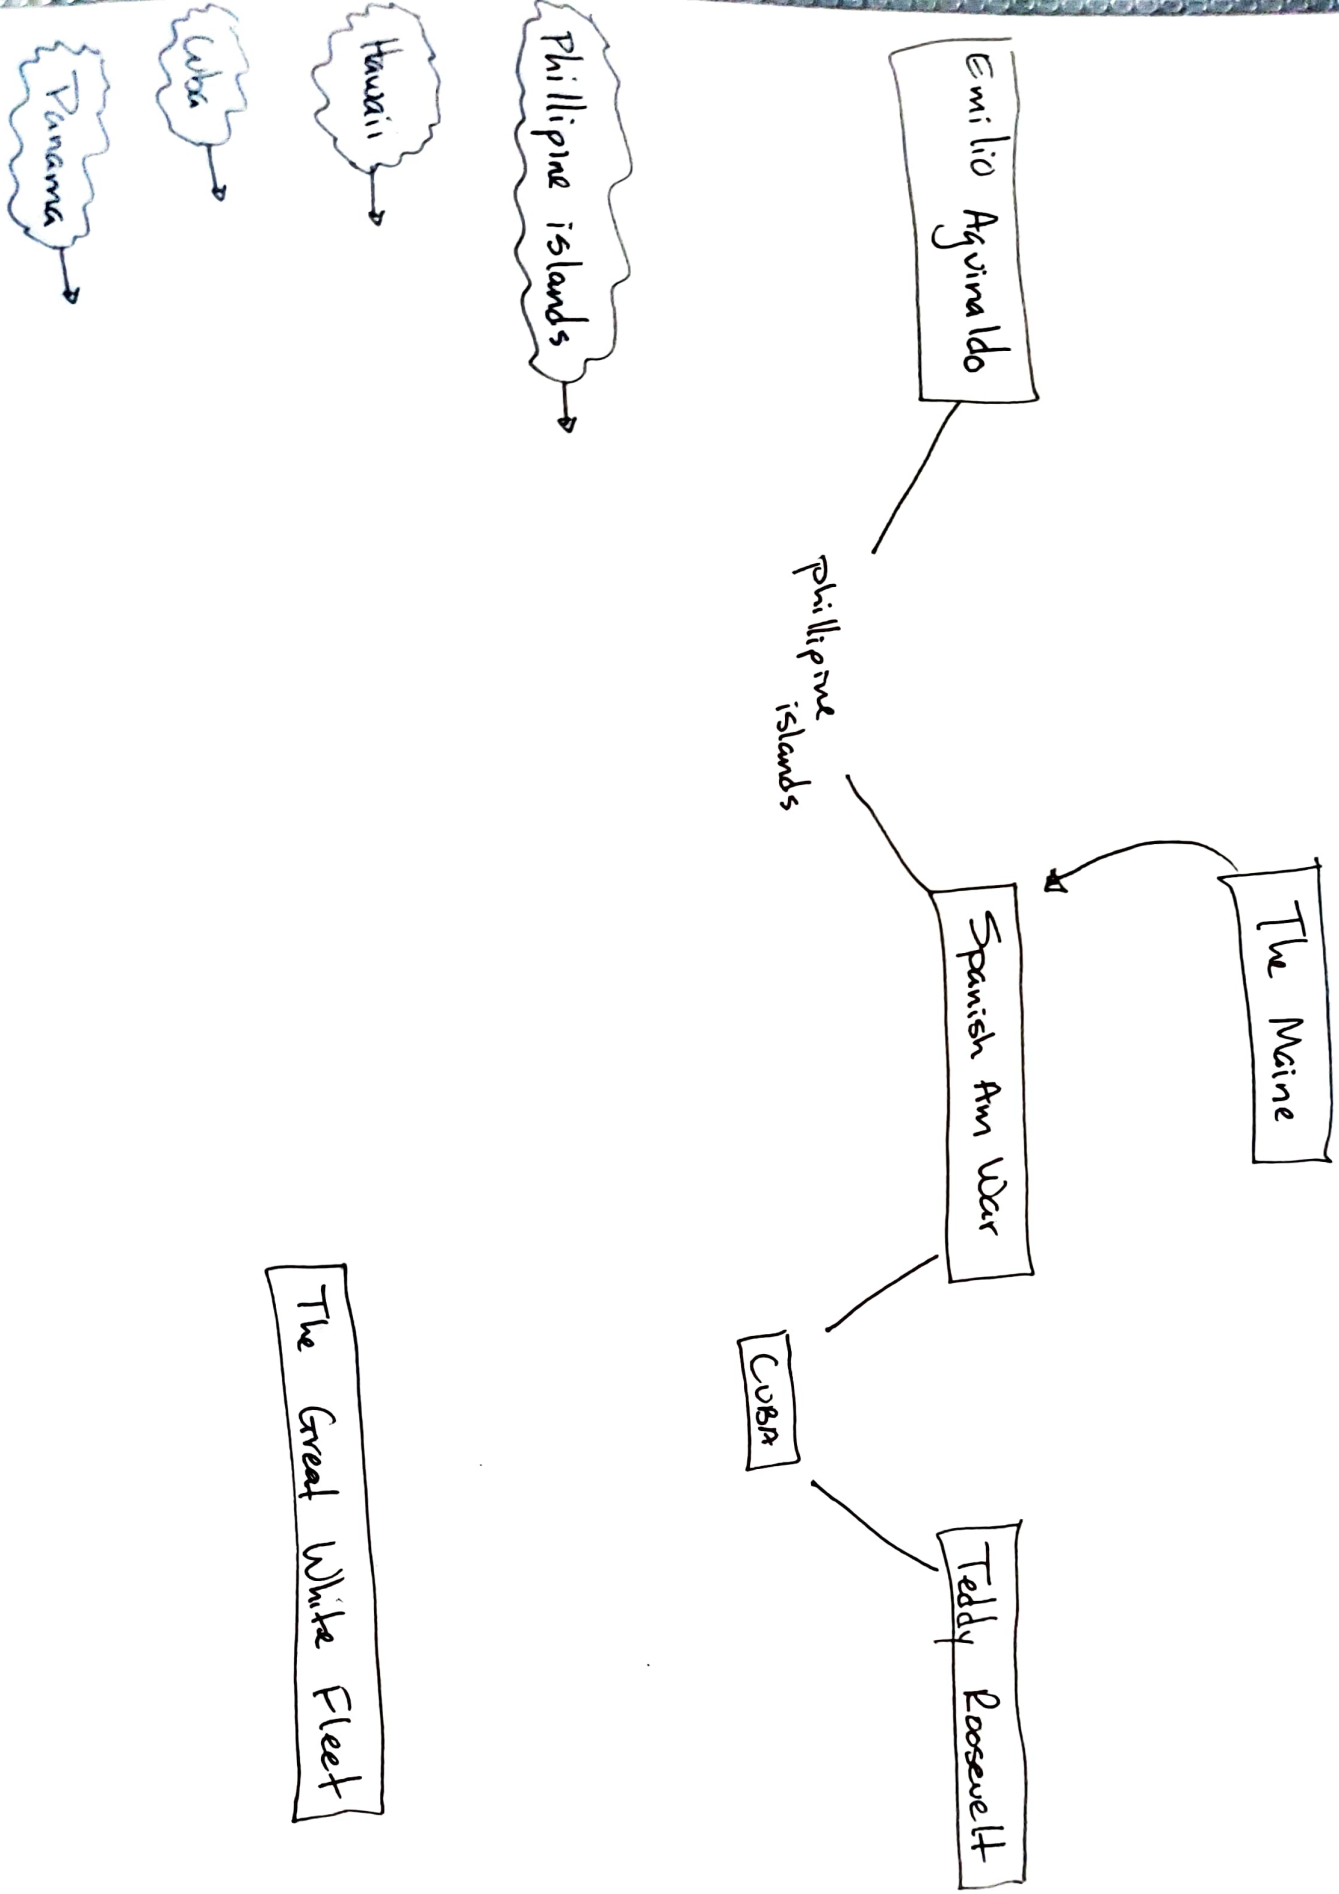 The Maine
Emilio Aguinaldo
Spanish Am War
Teddy Roosevelt
phillipine
islands
CUBA
Phillipine islands
Hawaii
The Great White Fleet
Cuba
Panama